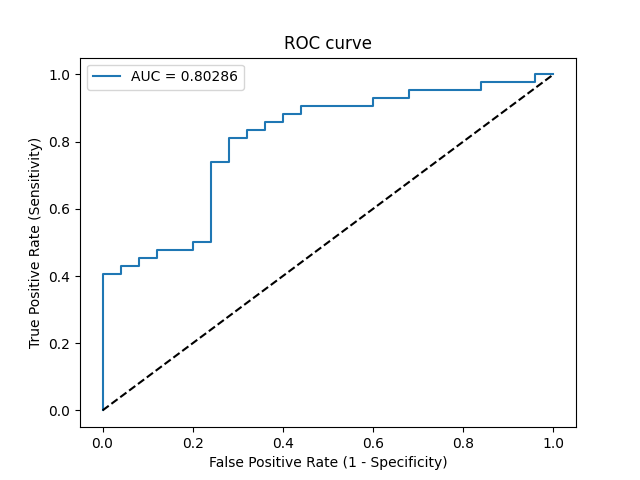 ROC curve
AUC = 0.80286
True Positive Rate (Sensitivity)
1.0
0.8
0.6
0.4
0.2
0.0
0.0 0.2 0.4 0.6 0.8 1.0
False Positive Rate (1 - Specificity)